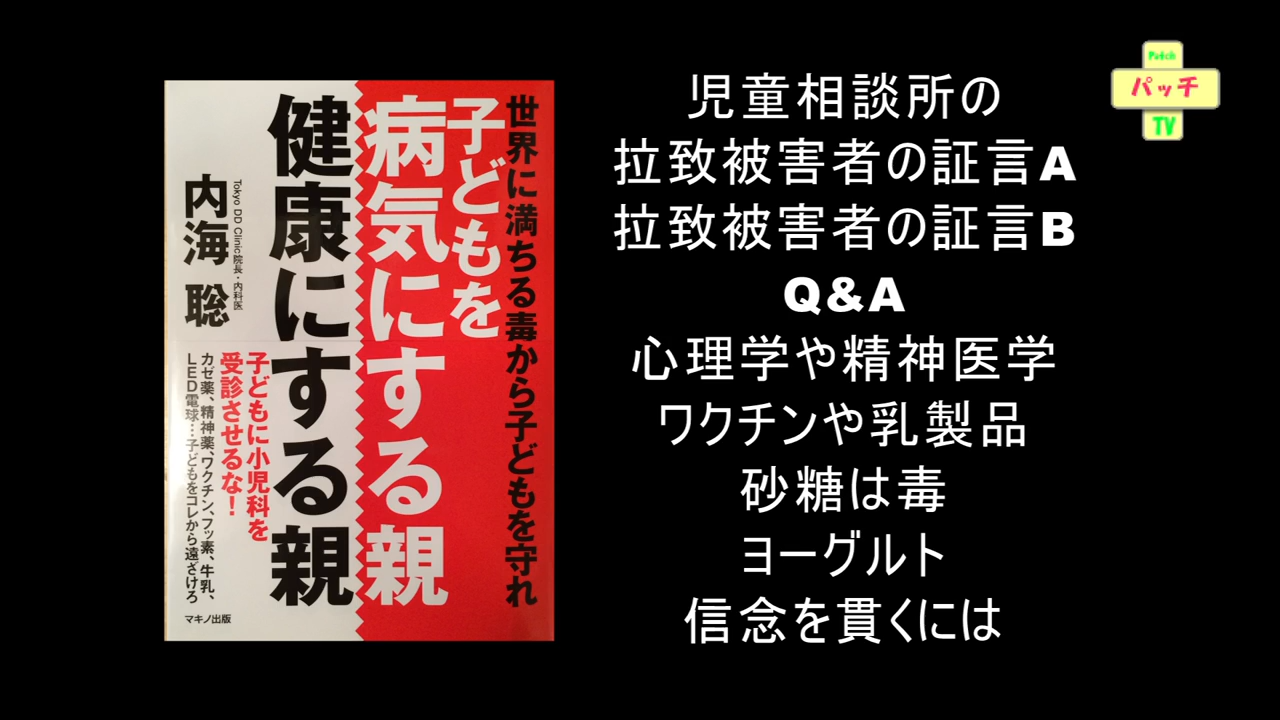 世界に満ちる毒から子どもを守れ
子どもを
病気にする親
健康にする親
Tokyo DD Clinic院長・内科医
内海 聡
子どもに小児科を
受診させるな!
カゼ薬、精神薬、ワクチン、フッ素、牛乳、
LED電球…子どもをコレから遠ざけろ
マキノ出版
児童相談所の
拉致被害者の証言A
拉致被害者の証言B
Q&A
心理学や精神医学
ワクチンや乳製品
砂糖は毒
ヨーグルト
信念を貫くには
Patch
パッチ
TV